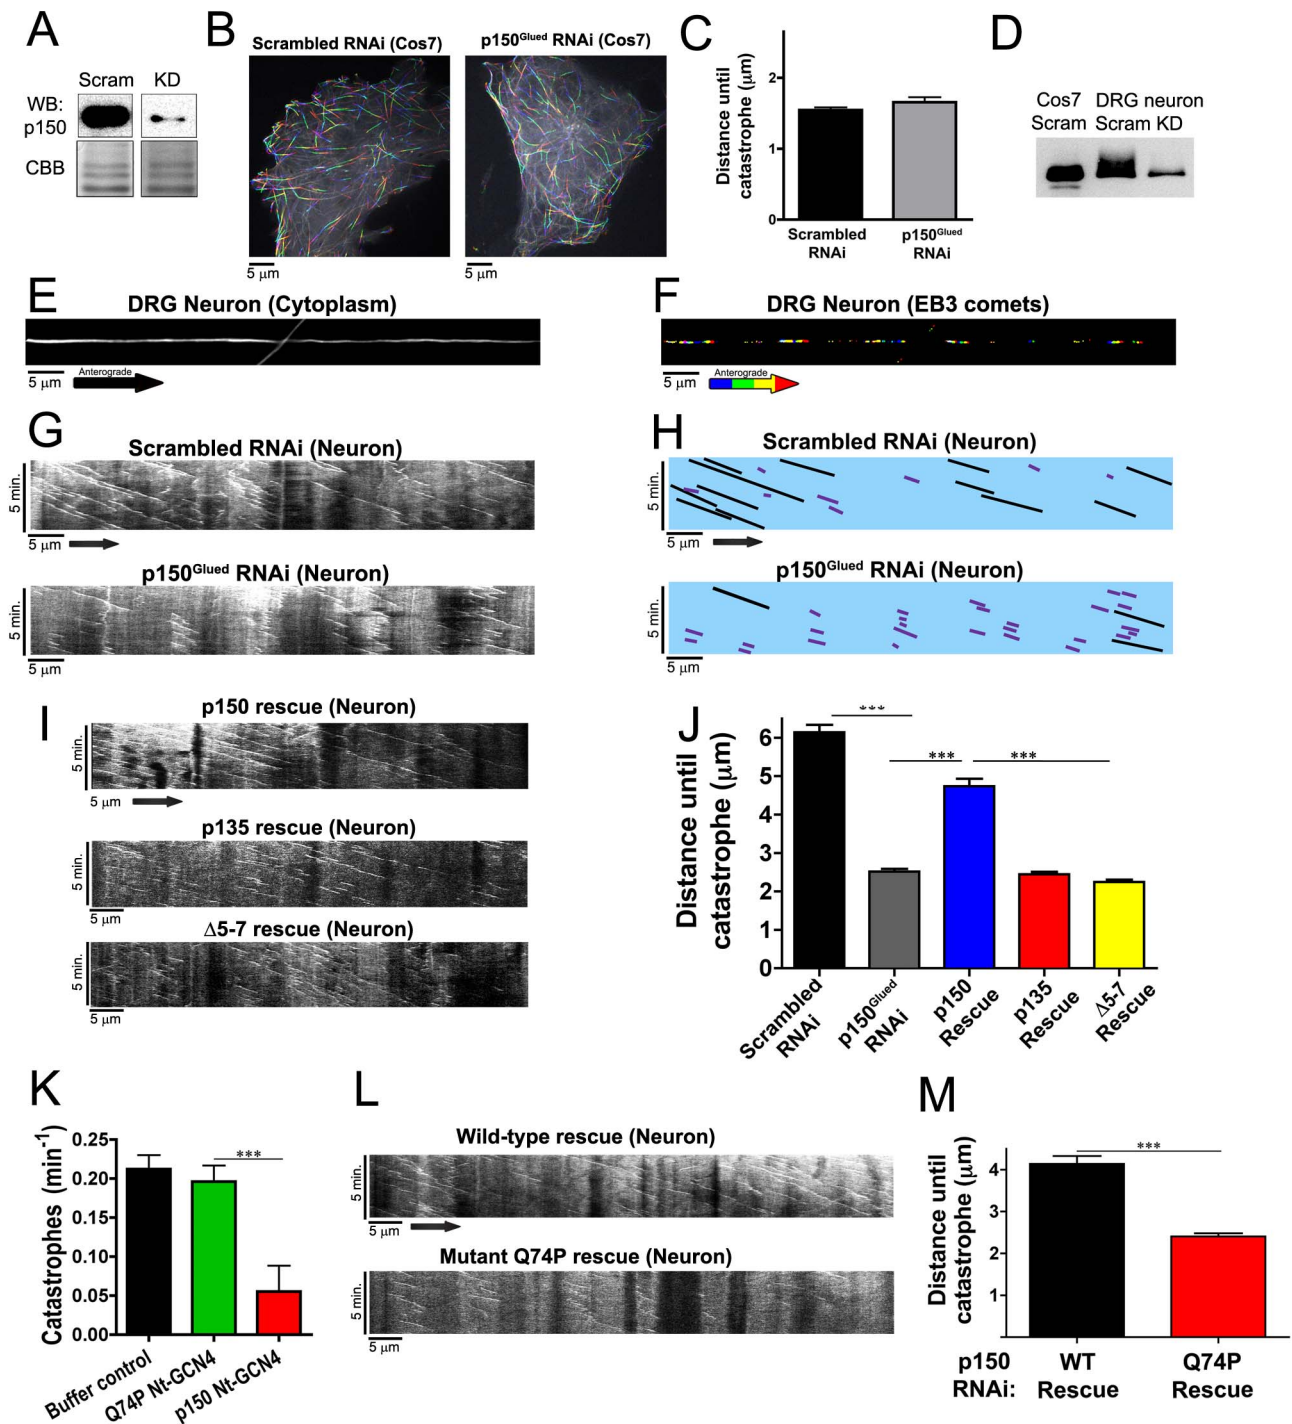 A
Scram KD
WB:
p150
CBB
B
Scrambled RNAi (Cos7)
p150Glued RNAi (Cos7)
5 μm
5 μm
C
Distance until
catastrophe (μm)
2
1
0
Scrambled
RNAi
p150Glued
RNAi
D
Cos7 DRG neuron
Scram Scram KD
E
DRG Neuron (Cytoplasm)
5 μm
Anterograde
F
DRG Neuron (EB3 comets)
5 μm
Anterograde
G
Scrambled RNAi (Neuron)
5 min.
5 μm
p150Glued RNAi (Neuron)
5 min.
5 μm
H
Scrambled RNAi (Neuron)
5 min.
5 μm
p150Glued RNAi (Neuron)
5 min.
5 μm
I
p150 rescue (Neuron)
5 min.
5 μm
p135 rescue (Neuron)
5 min.
5 μm
Δ5-7 rescue (Neuron)
5 min.
5 μm
J
Distance until
catastrophe (μm)
6
5
4
3
2
1
0
***
*** ***
Scrambled
RNAi
p150Glued
RNAi
p150
Rescue
p135
Rescue
Δ5-7
Rescue
K
Catastrophes (min-1)
0.25
0.20
0.15
0.10
0.05
0.00
***
Buffer control
Q74P Nt-GCN4
p150 Nt-GCN4
L
Wild-type rescue (Neuron)
5 min.
5 μm
Mutant Q74P rescue (Neuron)
5 min.
5 μm
M
Distance until
catastrophe (μm)
4
3
2
1
***
p150 WT Q74P
RNAi: Rescue Rescue